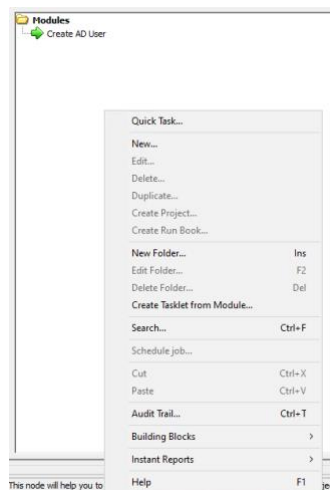 Modules
Create AD User
Quick Task...
New...
Edit...
Delete...
Duplicate...
Create Project...
Create Run Book...
New Folder... Ins
Edit Folder... F2
Delete Folder... Del
Create Tasklet from Module...
Search... Ctrl+F
Schedule job...
Cut Ctrl+X
Paste Ctrl+V
Audit Trail... Ctrl+T
Building Blocks >
Instant Reports >
This node will help you to
Help F1